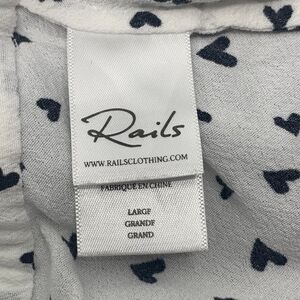 Rails
WWW.RAILSCLOTHING.COM
FABRIQUÉ EN CHINE
LARGE
GRANDE
GRAND